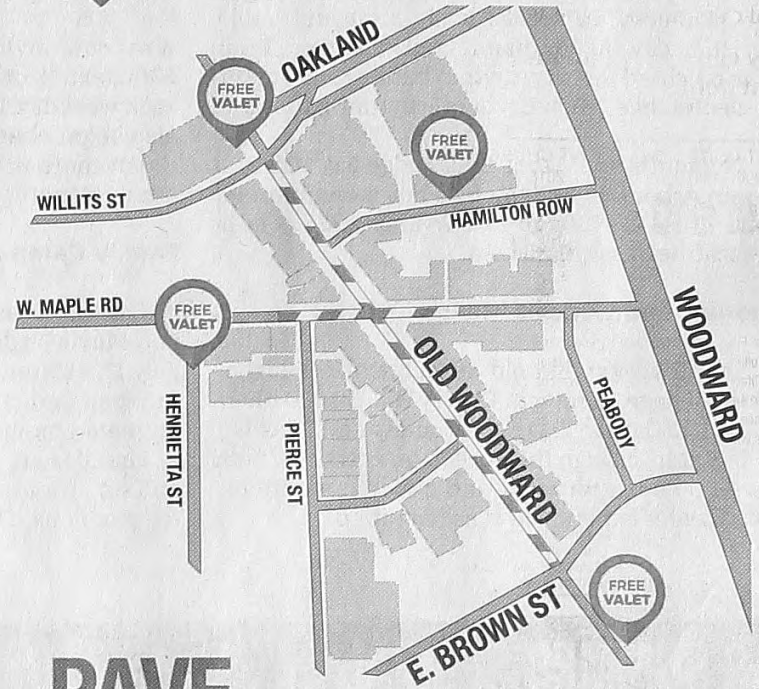 OAKLAND
FREE
VALET
FREE
VALET
WILLITS ST
HAMILTON ROW
W. MAPLE RD
FREE
VALET
WOODWARD
OLD WOODWARD
PEABODY
HENRIETTA ST
PIERCE ST
FREE
VALET
E. BROWN ST
PAVE